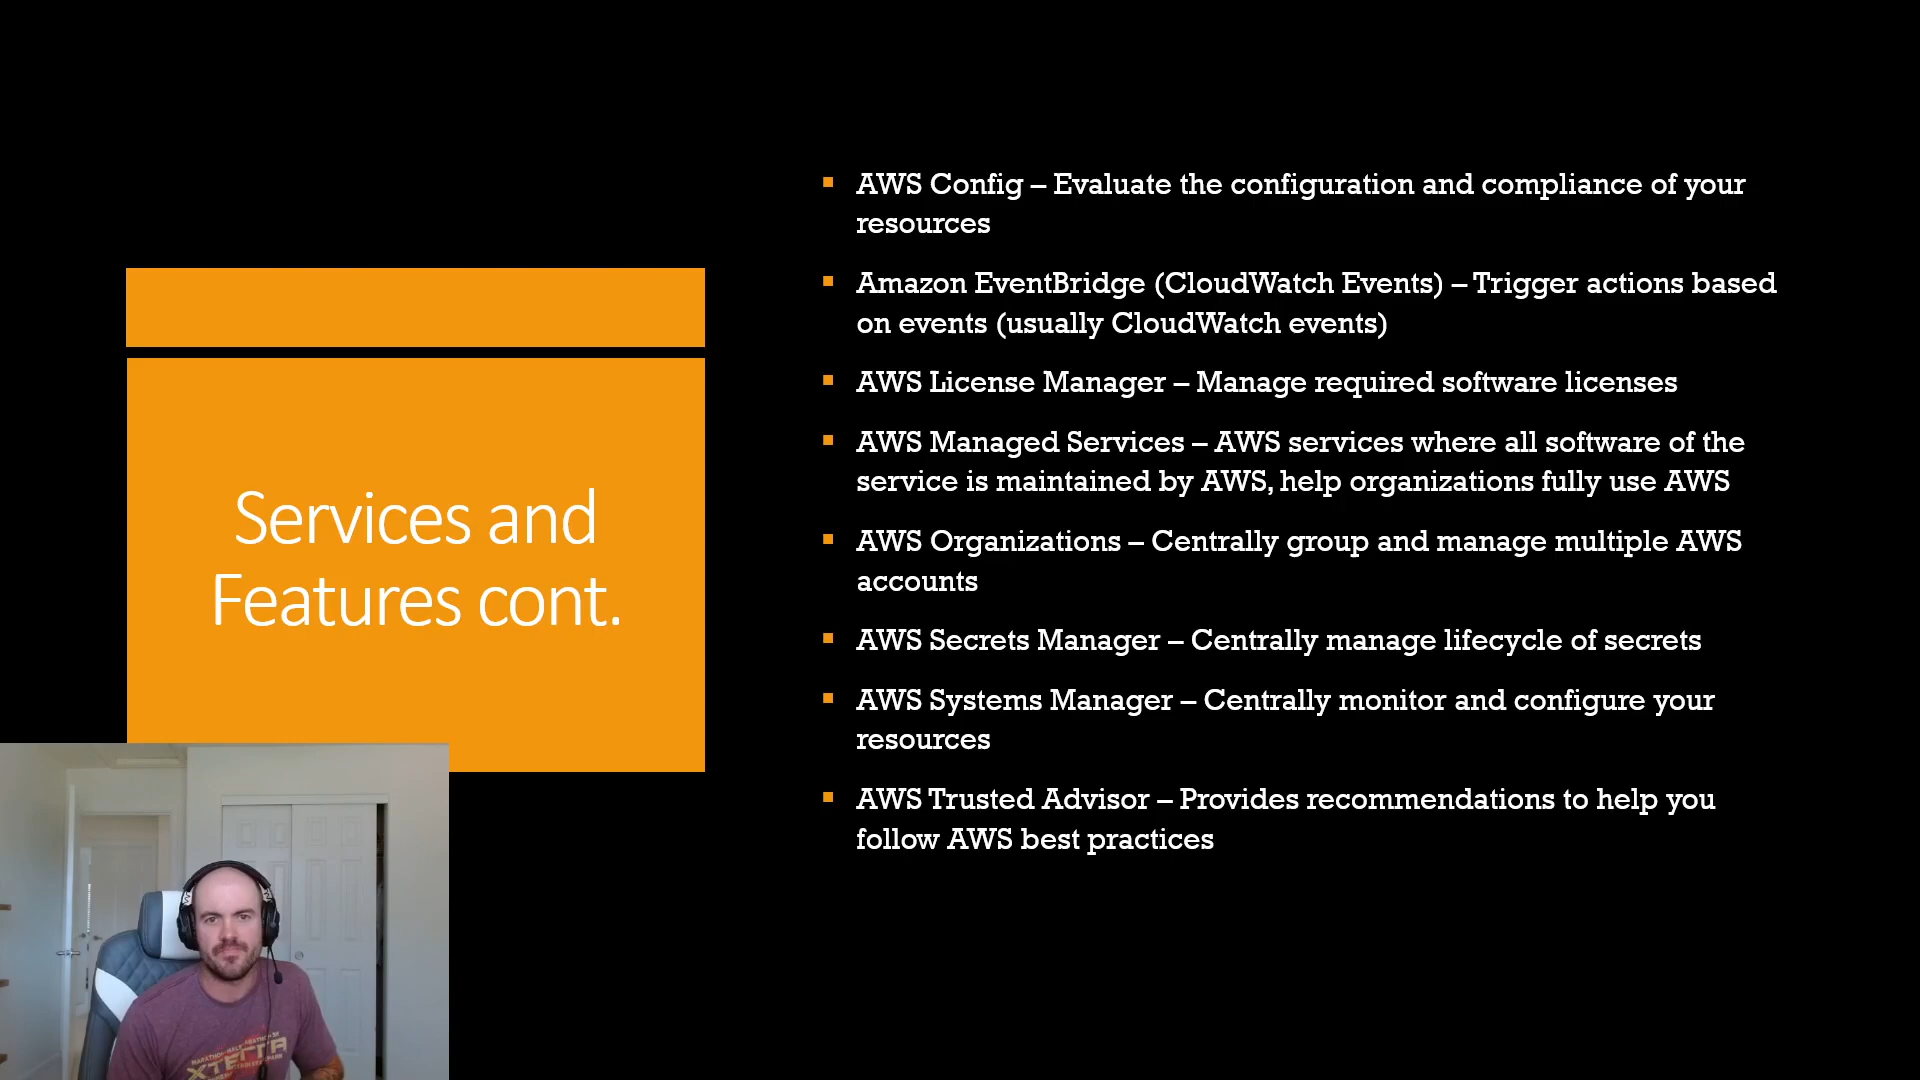 Services and
Features cont.
AWS Config – Evaluate the configuration and compliance of your
resources
Amazon EventBridge (CloudWatch Events) – Trigger actions based
on events (usually CloudWatch events)
AWS License Manager – Manage required software licenses
AWS Managed Services – AWS services where all software of the
service is maintained by AWS, help organizations fully use AWS
AWS Organizations – Centrally group and manage multiple AWS
accounts
AWS Secrets Manager – Centrally manage lifecycle of secrets
AWS Systems Manager – Centrally monitor and configure your
resources
AWS Trusted Advisor – Provides recommendations to help you
follow AWS best practices
XTERRA